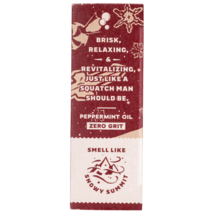 BRISK,
RELAXING,
&
REVITALIZING,
JUST LIKE A
SQUATCH MAN
SHOULD BE.
PEPPERMINT OIL
ZERO GRIT
SMELL LIKE
SNOWY SUMMIT